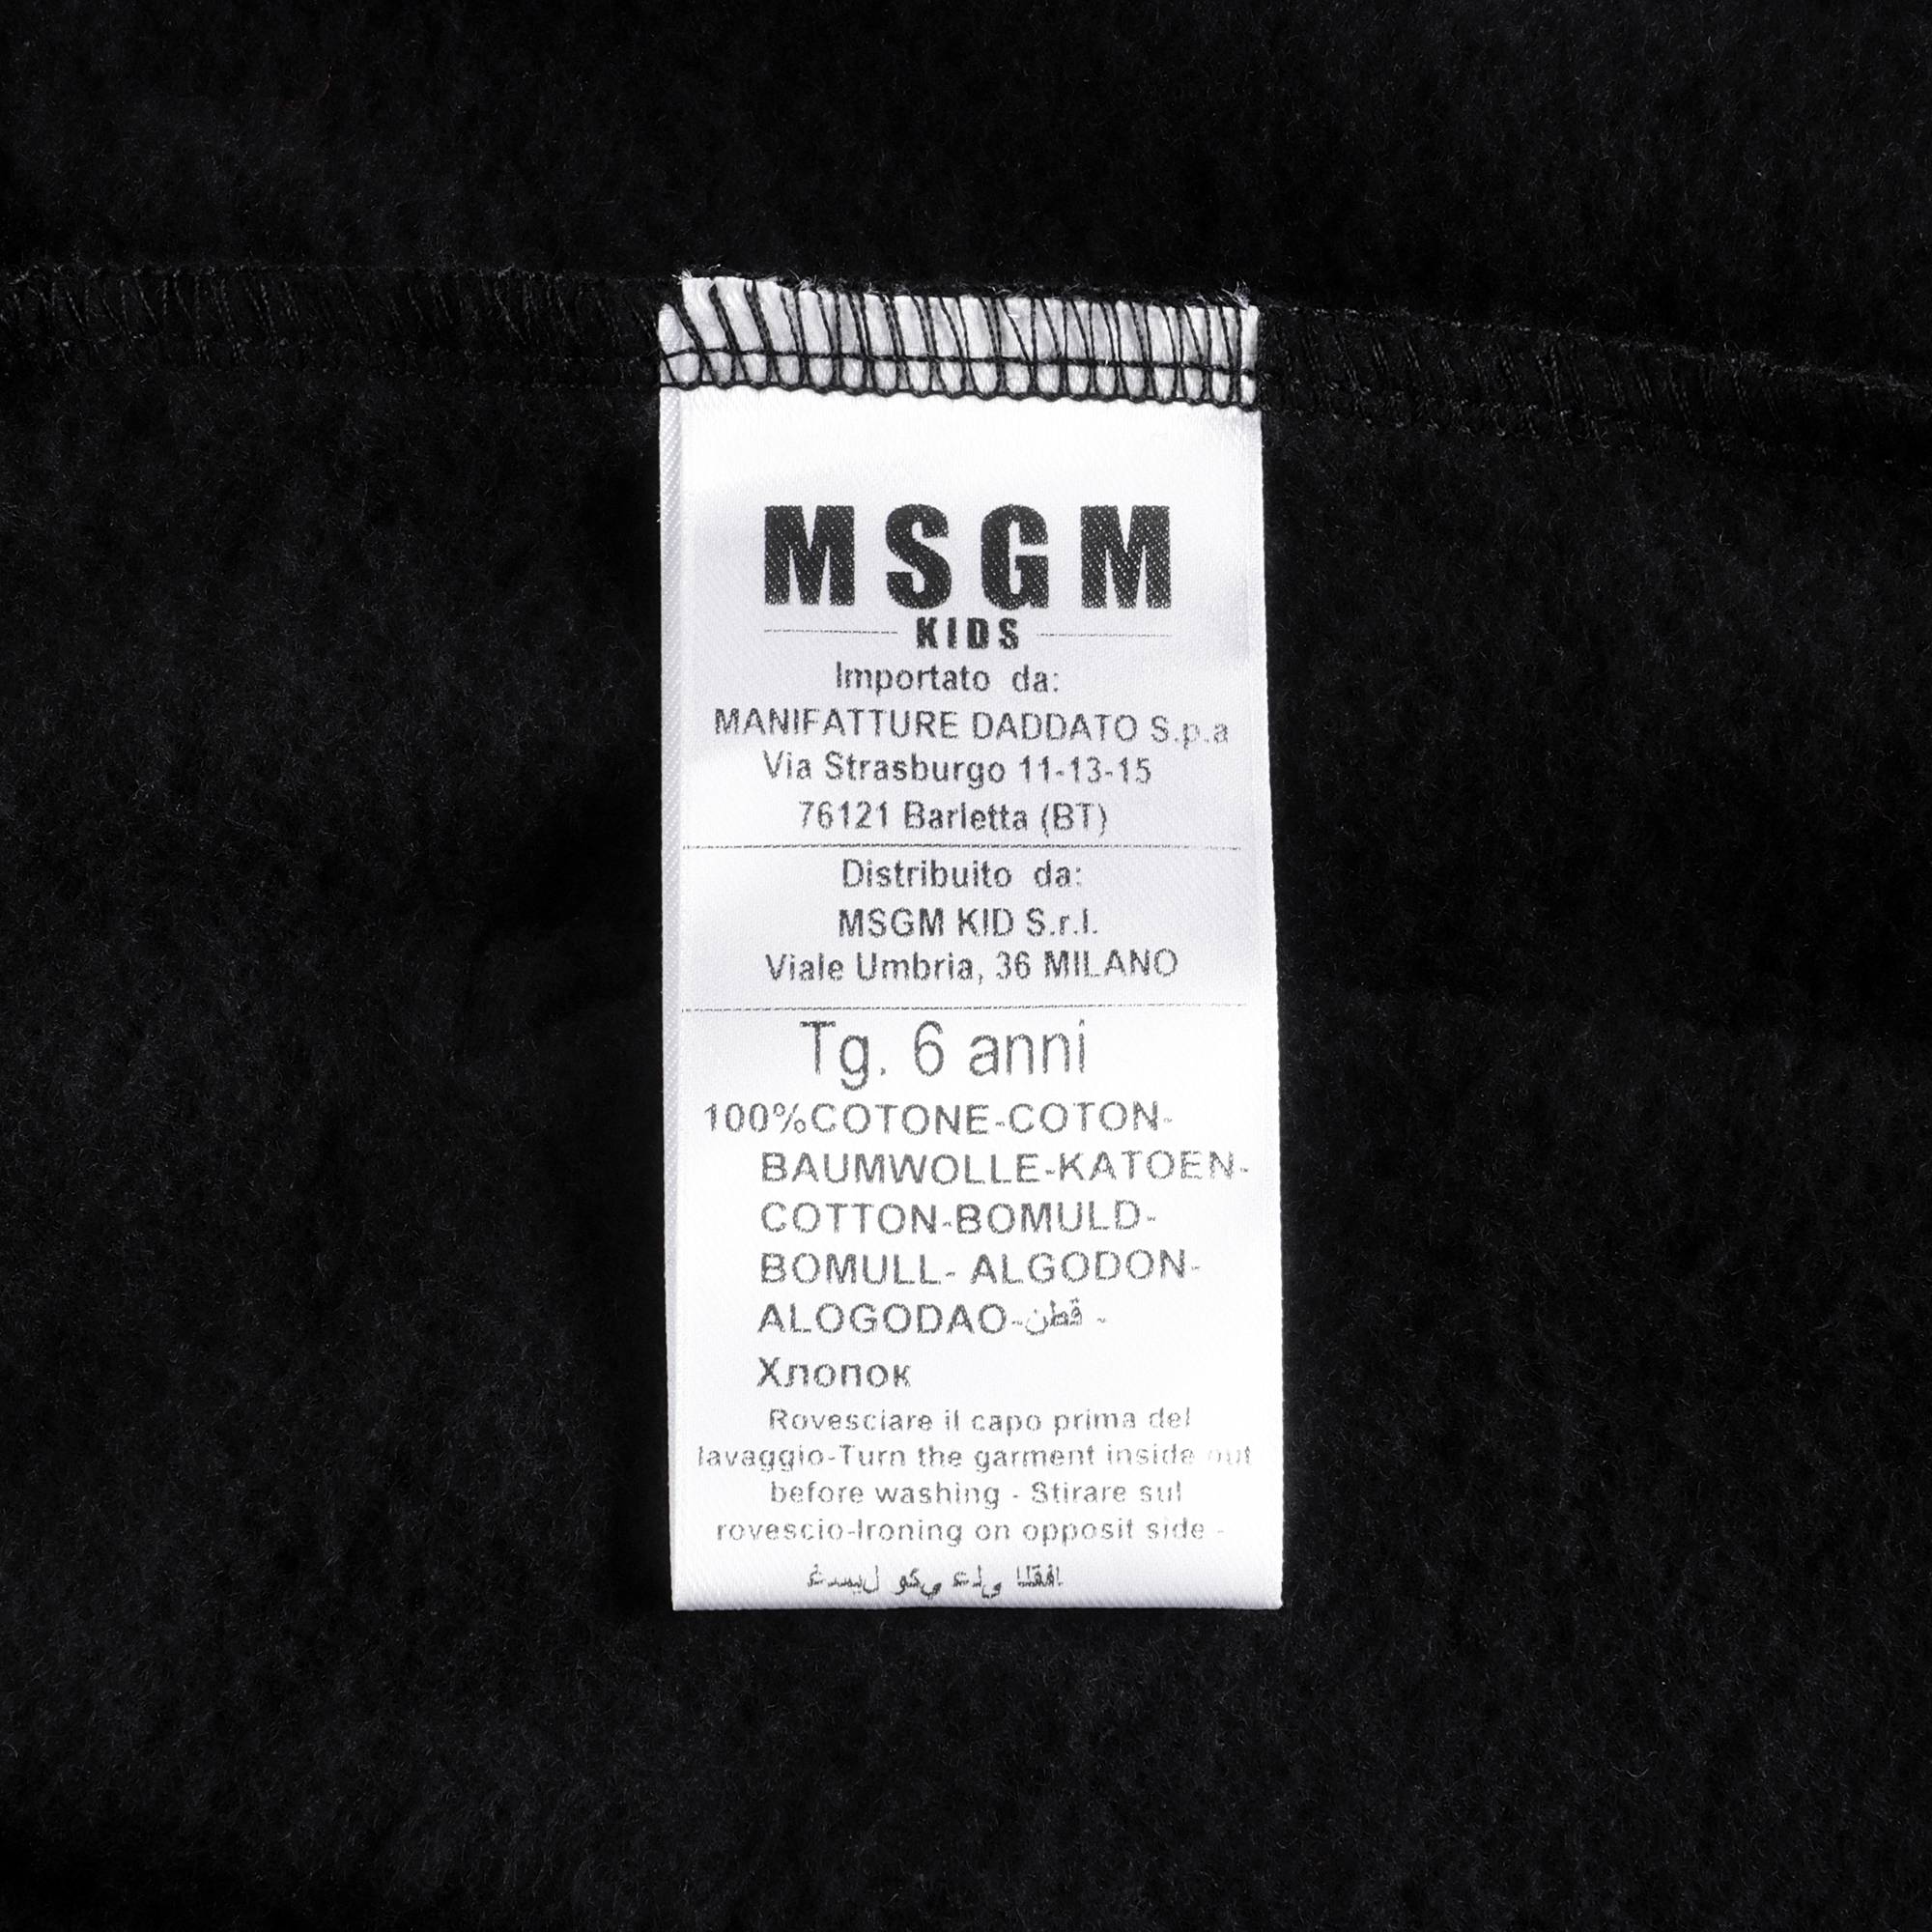 MSGM
KIDS
Importato da:
MANIFATTURE DADDATO S.p.a
Via Strasburgo 11-13-15
76121 Barletta (BT)
Distribuito da:
MSGM KID S.r.l.
Viale Umbria, 36 MILANO
Tg. 6 anni
100%COTONE-COTON-
BAUMWOLLE-KATOEN-
COTTON-BOMULD-
BOMULL- ALGODON-
ALOGODAO-قطن -
Хлопок
Rovesciare il capo prima del
lavaggio-Turn the garment inside out
before washing - Stirare sul
rovescio-Ironing on opposit side -